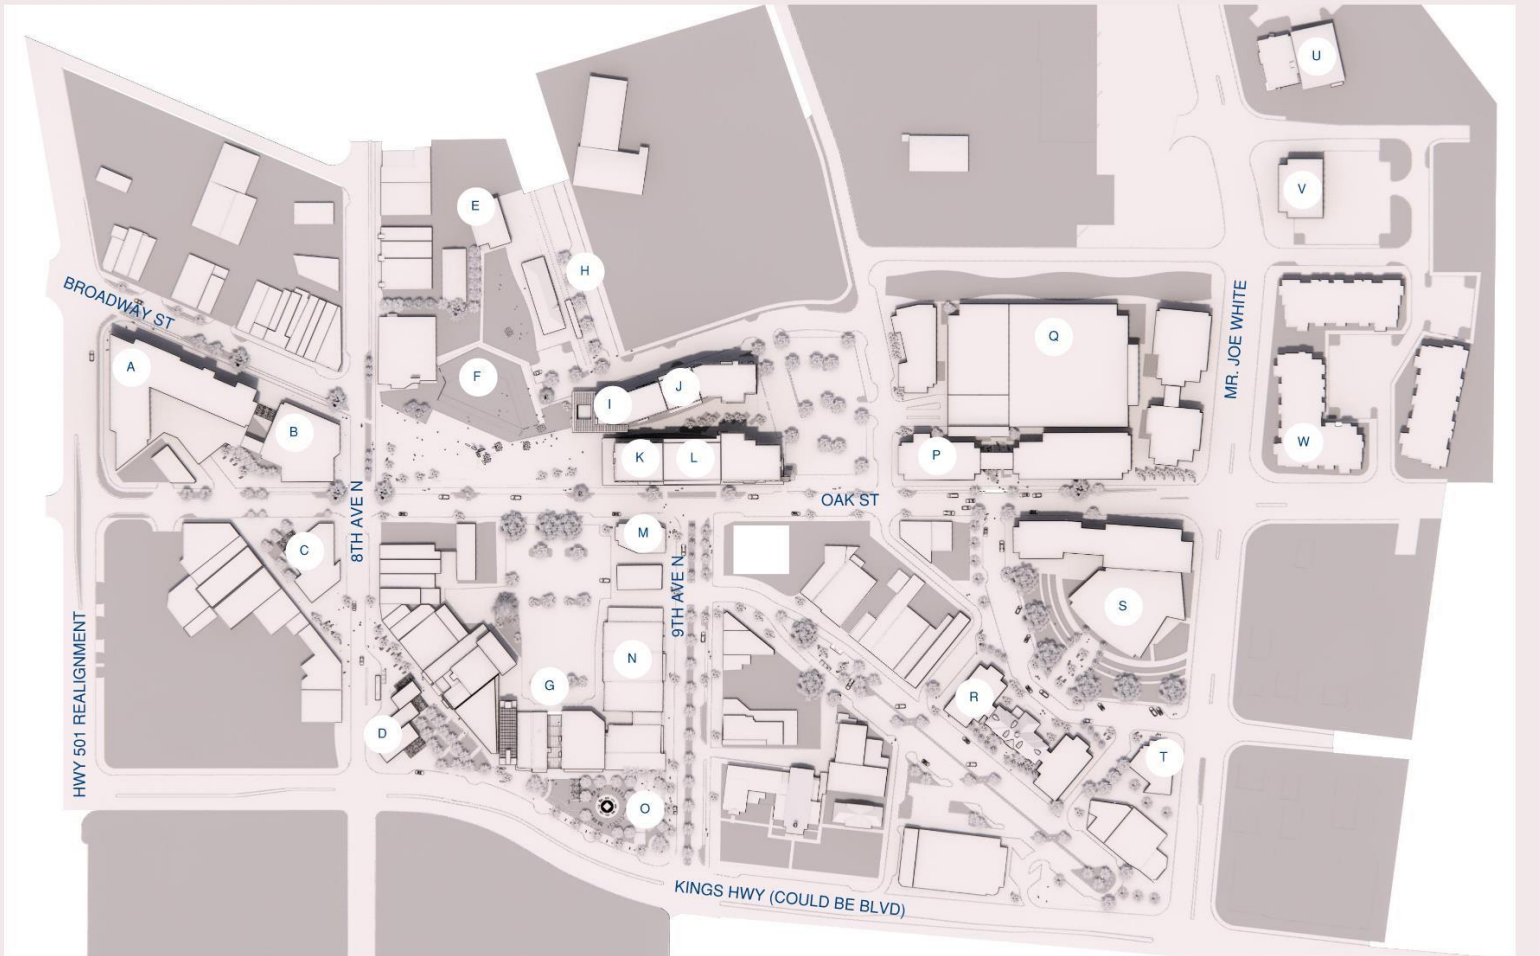 U
V
E
H
BROADWAY ST
MR. JOE WHITE
Q
A
F
J
I
B
K
L
P
W
OAK ST
8TH AVE N
C
M
9TH AVE N
S
HWY 501 REALIGNMENT
N
G
R
D
T
O
KINGS HWY (COULD BE BLVD)